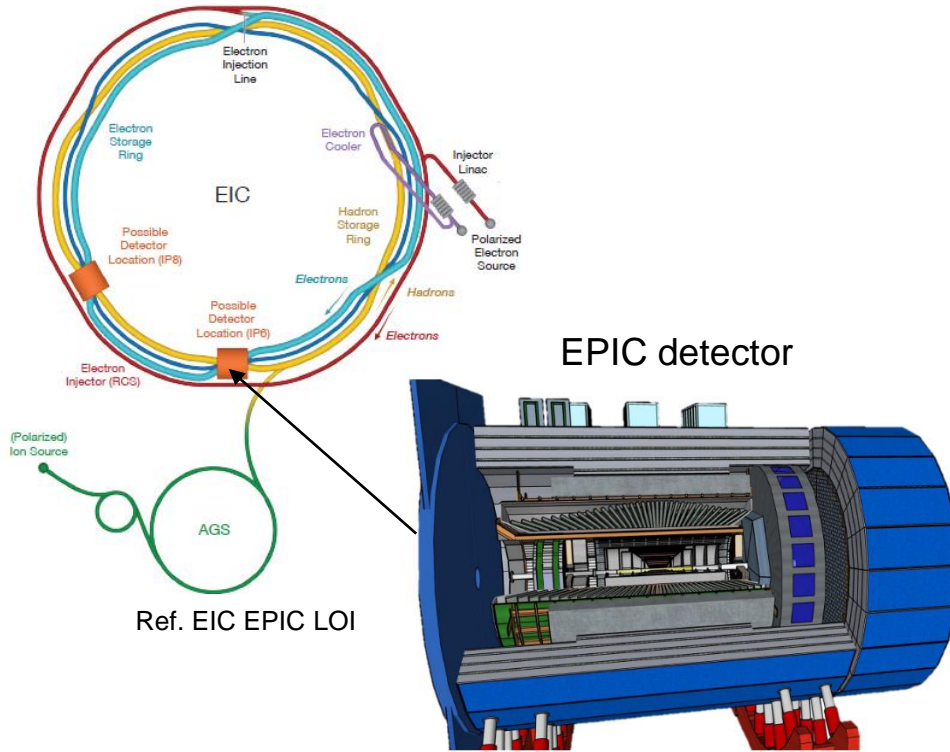 Electron
Injection
Line
Electron
Storage
Ring
Electron
Cooler
Injector
Linac
EIC
Hadron
Storage
Ring
Polarized
Electron
Source
Possible
Detector
Location (IP8)
Electrons
Hadrons
Possible
Detector
Location (IP6)
Electrons
Electron
Injector (RCS)
EPIC detector
(Polarized)
Ion Source
AGS
Ref. EIC EPIC LOI